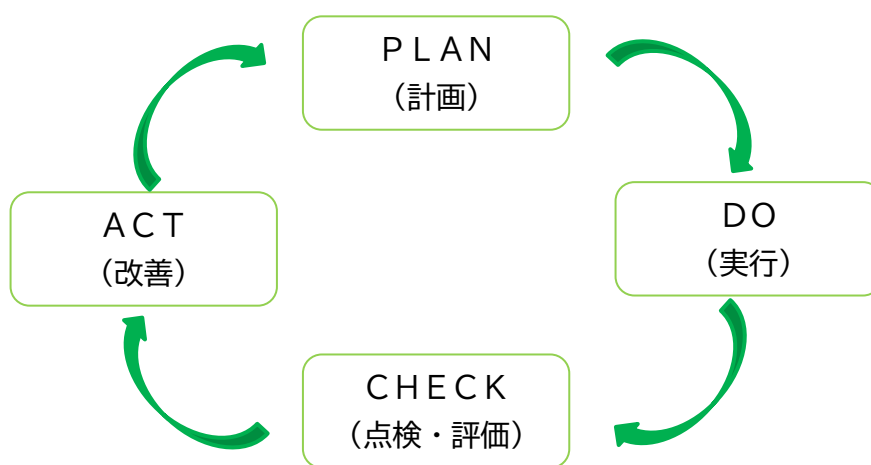 ＰＬＡＮ
（計画）
ＤＯ
（実行）
ＣＨＥＣＫ
（点検・評価）
ＡＣＴ
（改善）